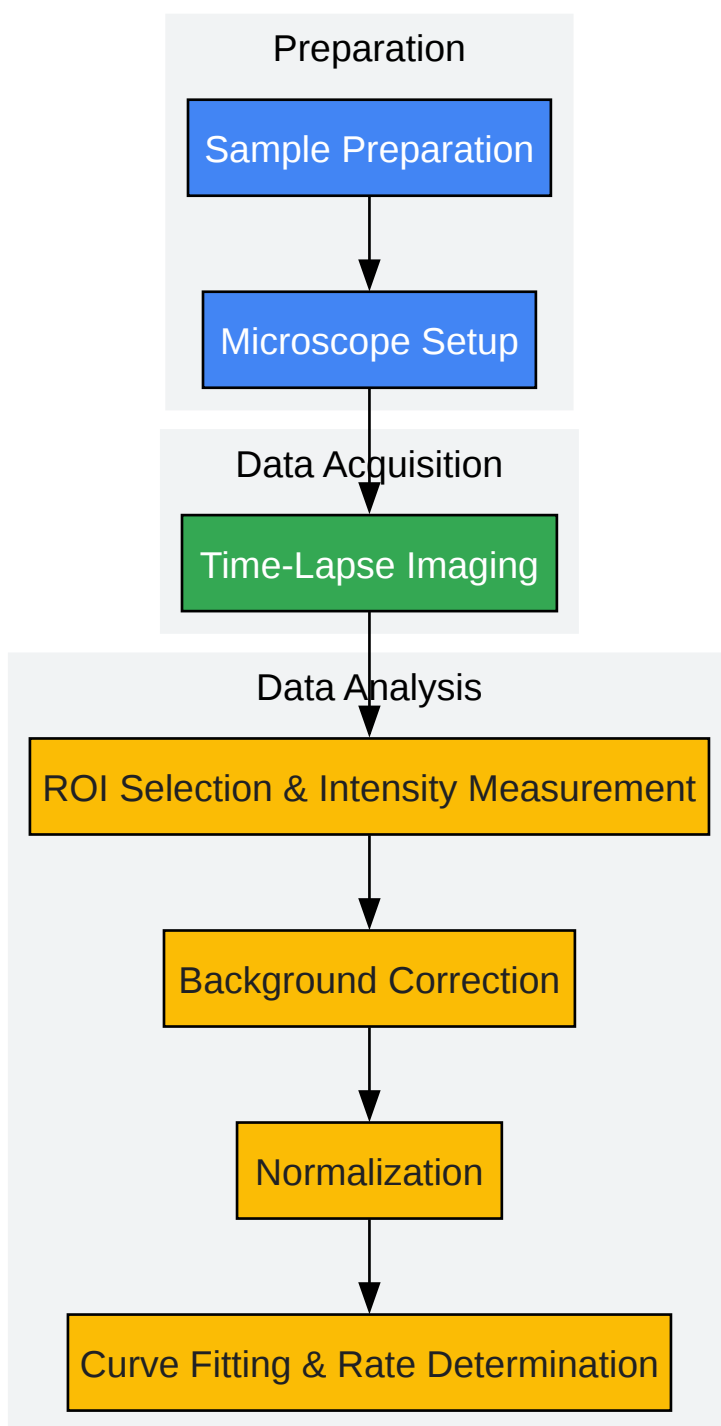 Preparation
Sample Preparation
Microscope Setup
Data Acquisition
Time-Lapse Imaging
Data Analysis
ROI Selection & Intensity Measurement
Background Correction
Normalization
Curve Fitting & Rate Determination